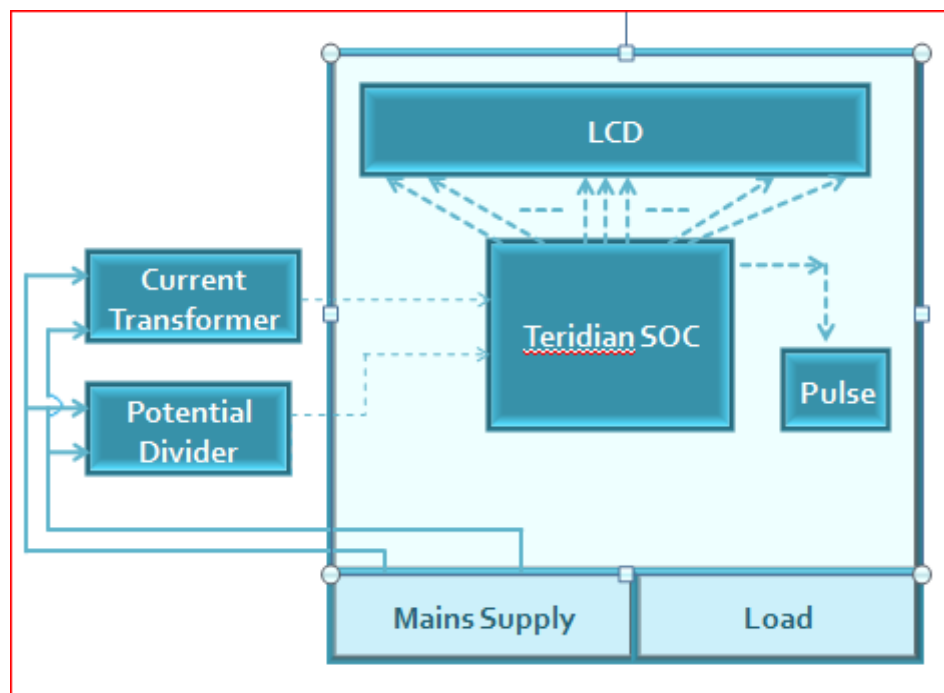 LCD
Current
Transformer
Teridian SOC
Potential
Divider
Pulse
Mains Supply
Load